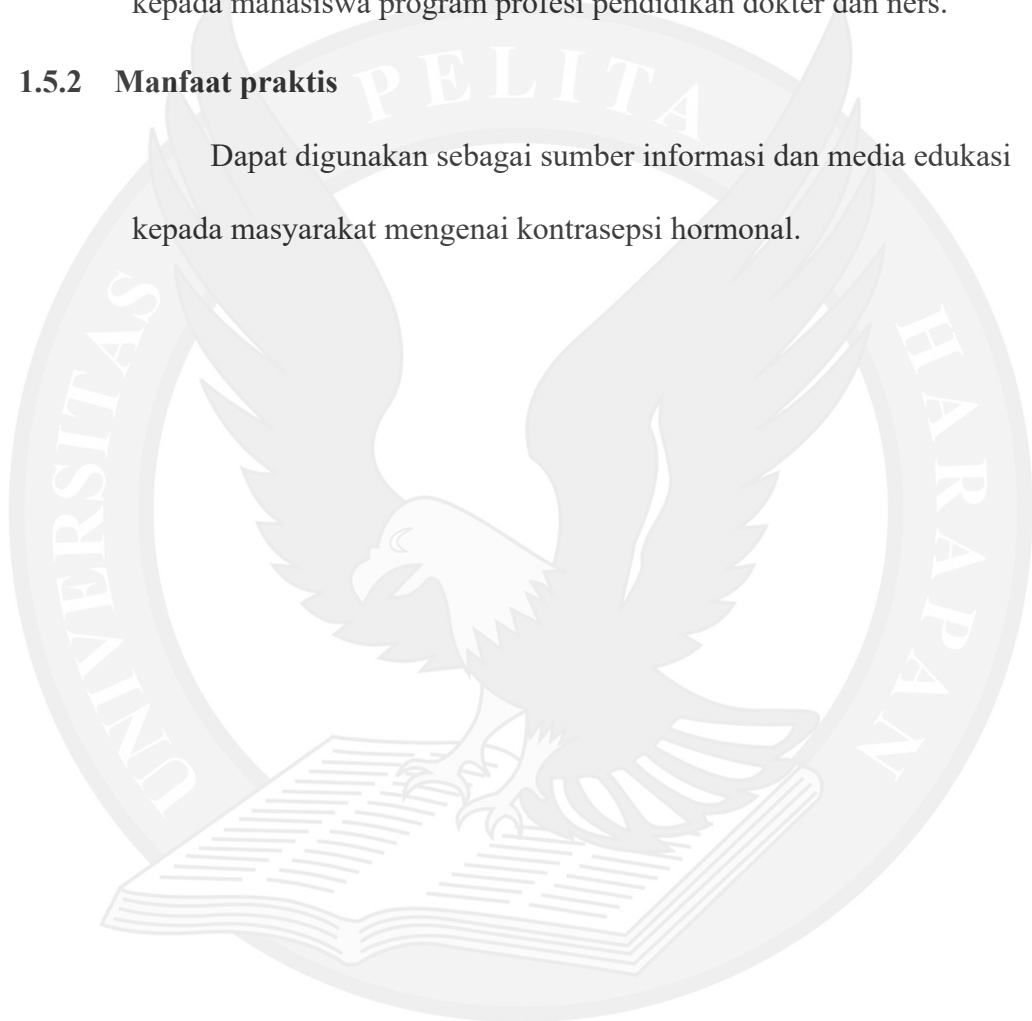 kepada mahasiswa program profesi pendidikan dokter dan ners.
1.5.2 Manfaat praktis
Dapat digunakan sebagai sumber informasi dan media edukasi
kepada masyarakat mengenai kontrasepsi hormonal.
UNIVERSITAS PELITA HARAPAN